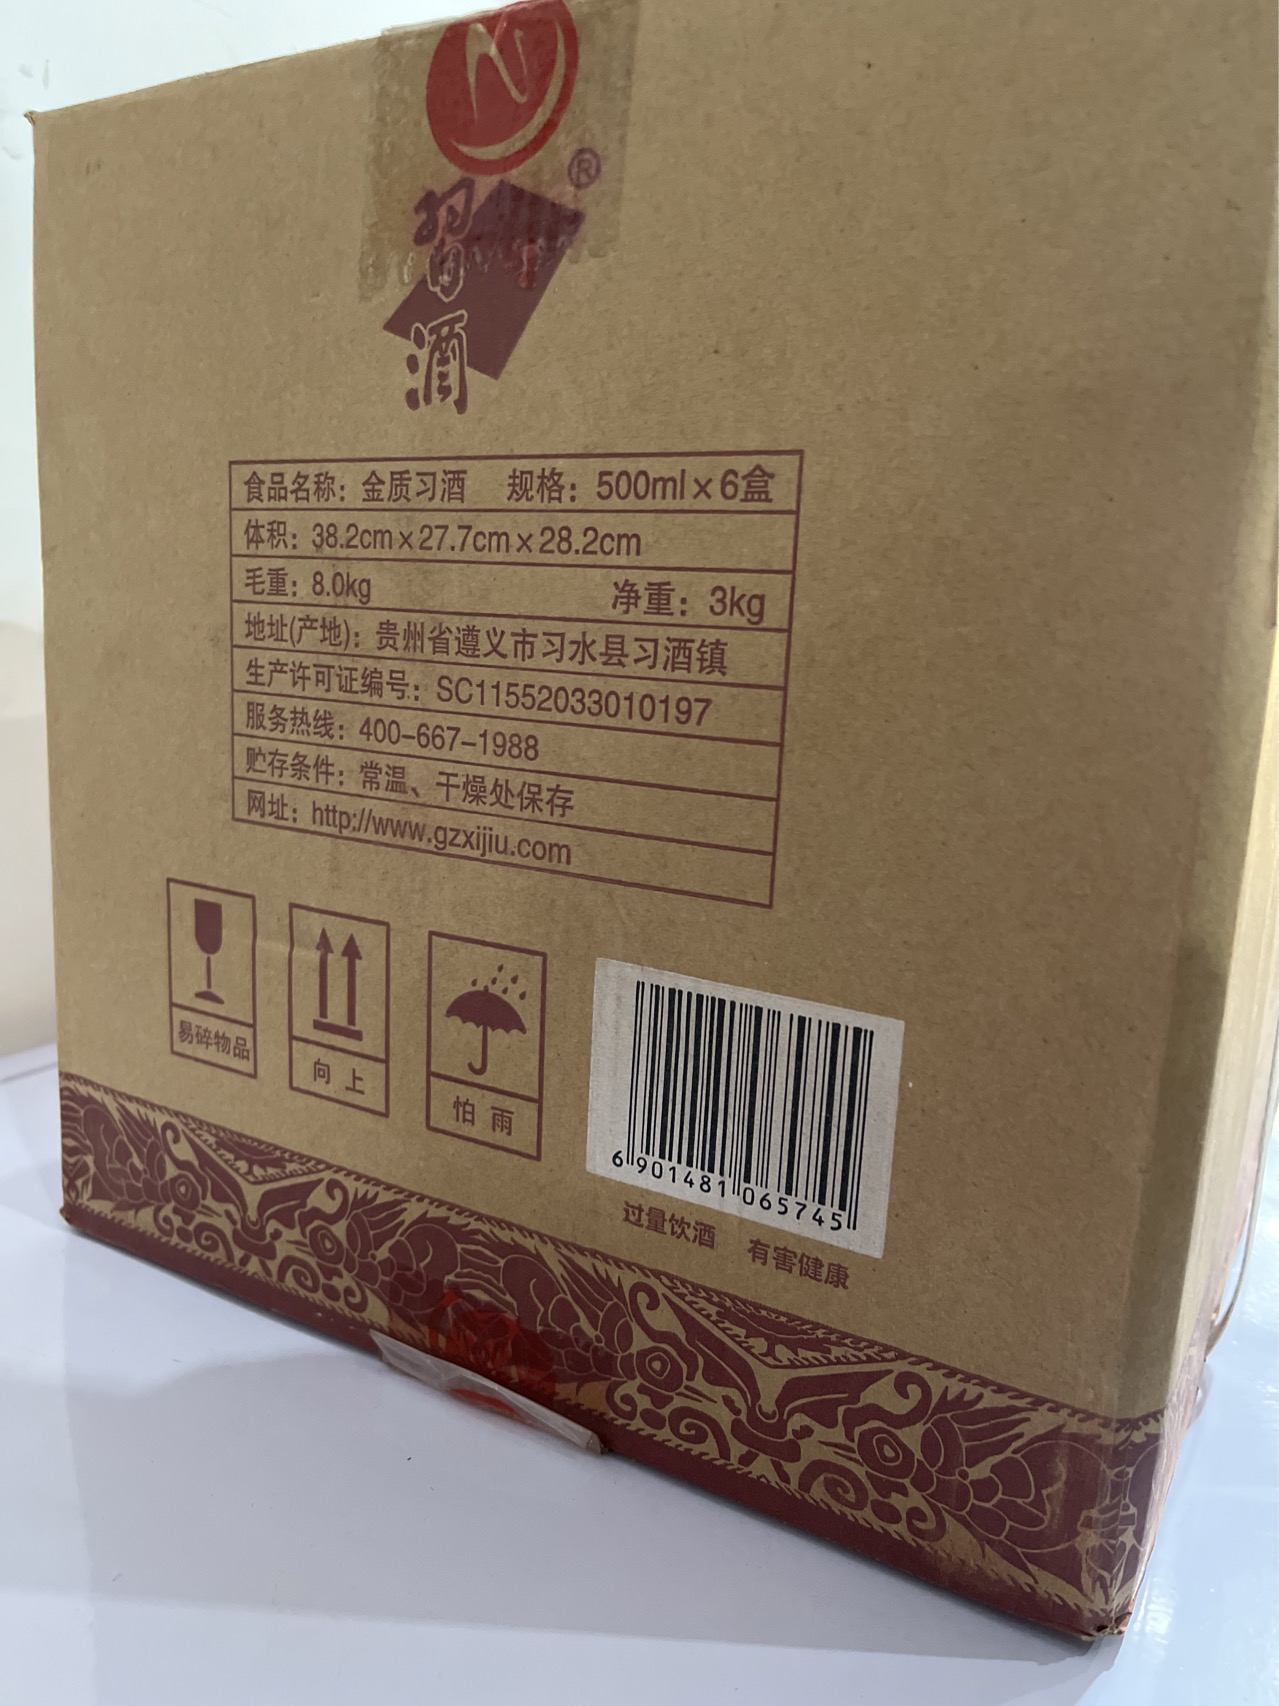 ®
習
酒
食品名称：金质习酒 规格：500ml×6盒
体积：38.2cm×27.7cm×28.2cm
毛重：8.0kg 净重：3kg
地址(产地)：贵州省遵义市习水县习酒镇
生产许可证编号：SC11552033010197
服务热线：400-667-1988
贮存条件：常温、干燥处保存
网址：http://www.gzxijiu.com
易碎物品
向上
怕雨
6 901481 065745
过量饮酒 有害健康